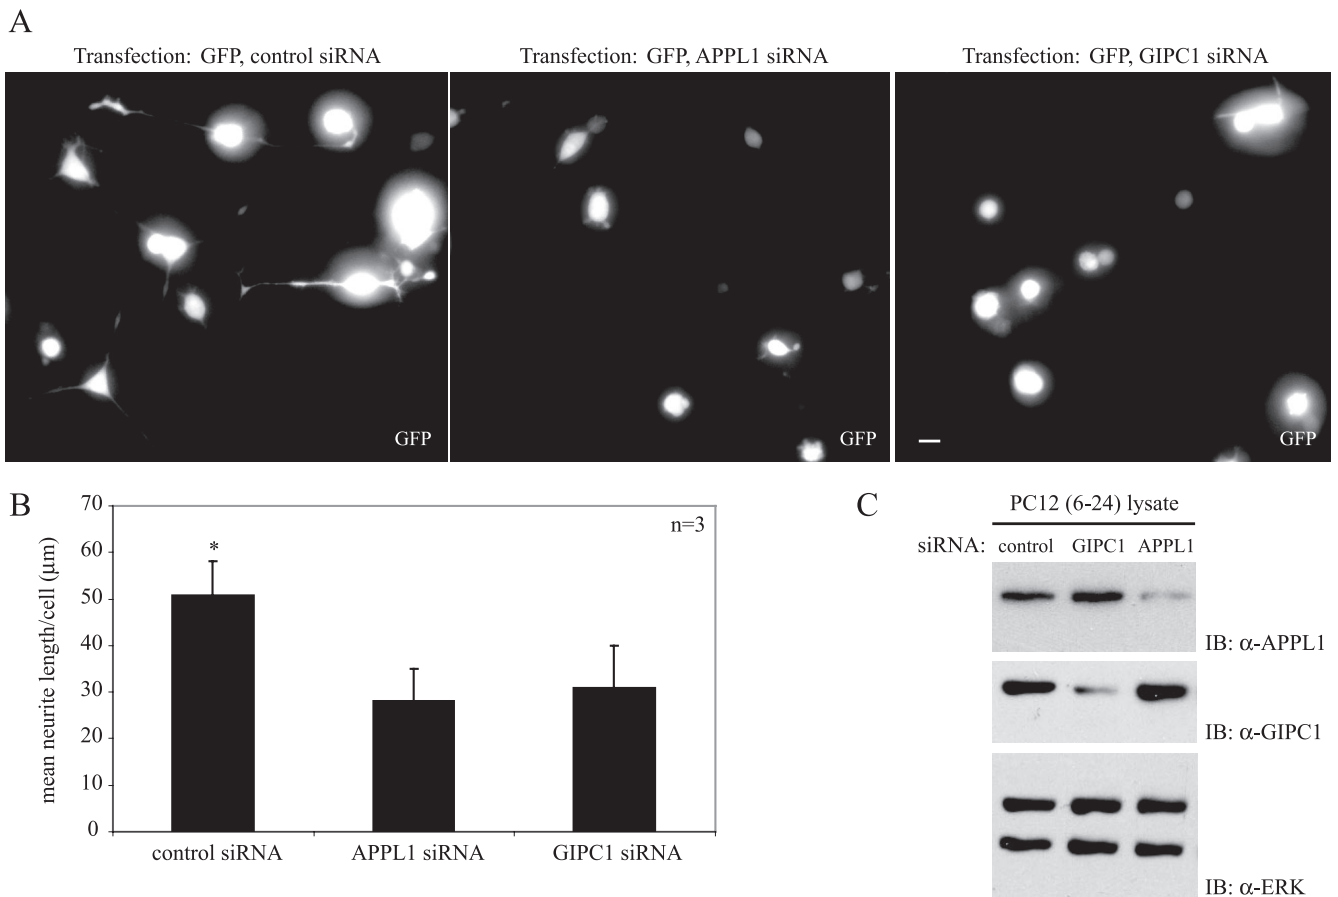 A
Transfection: GFP, control siRNA
Transfection: GFP, APPL1 siRNA
Transfection: GFP, GIPC1 siRNA
GFP
GFP
GFP
B
mean neurite length/cell (μm)
70
60
50
40
30
20
10
0
n=3
*
control siRNA
APPL1 siRNA
GIPC1 siRNA
C
PC12 (6-24) lysate
siRNA: control GIPC1 APPL1
IB: α-APPL1
IB: α-GIPC1
IB: α-ERK